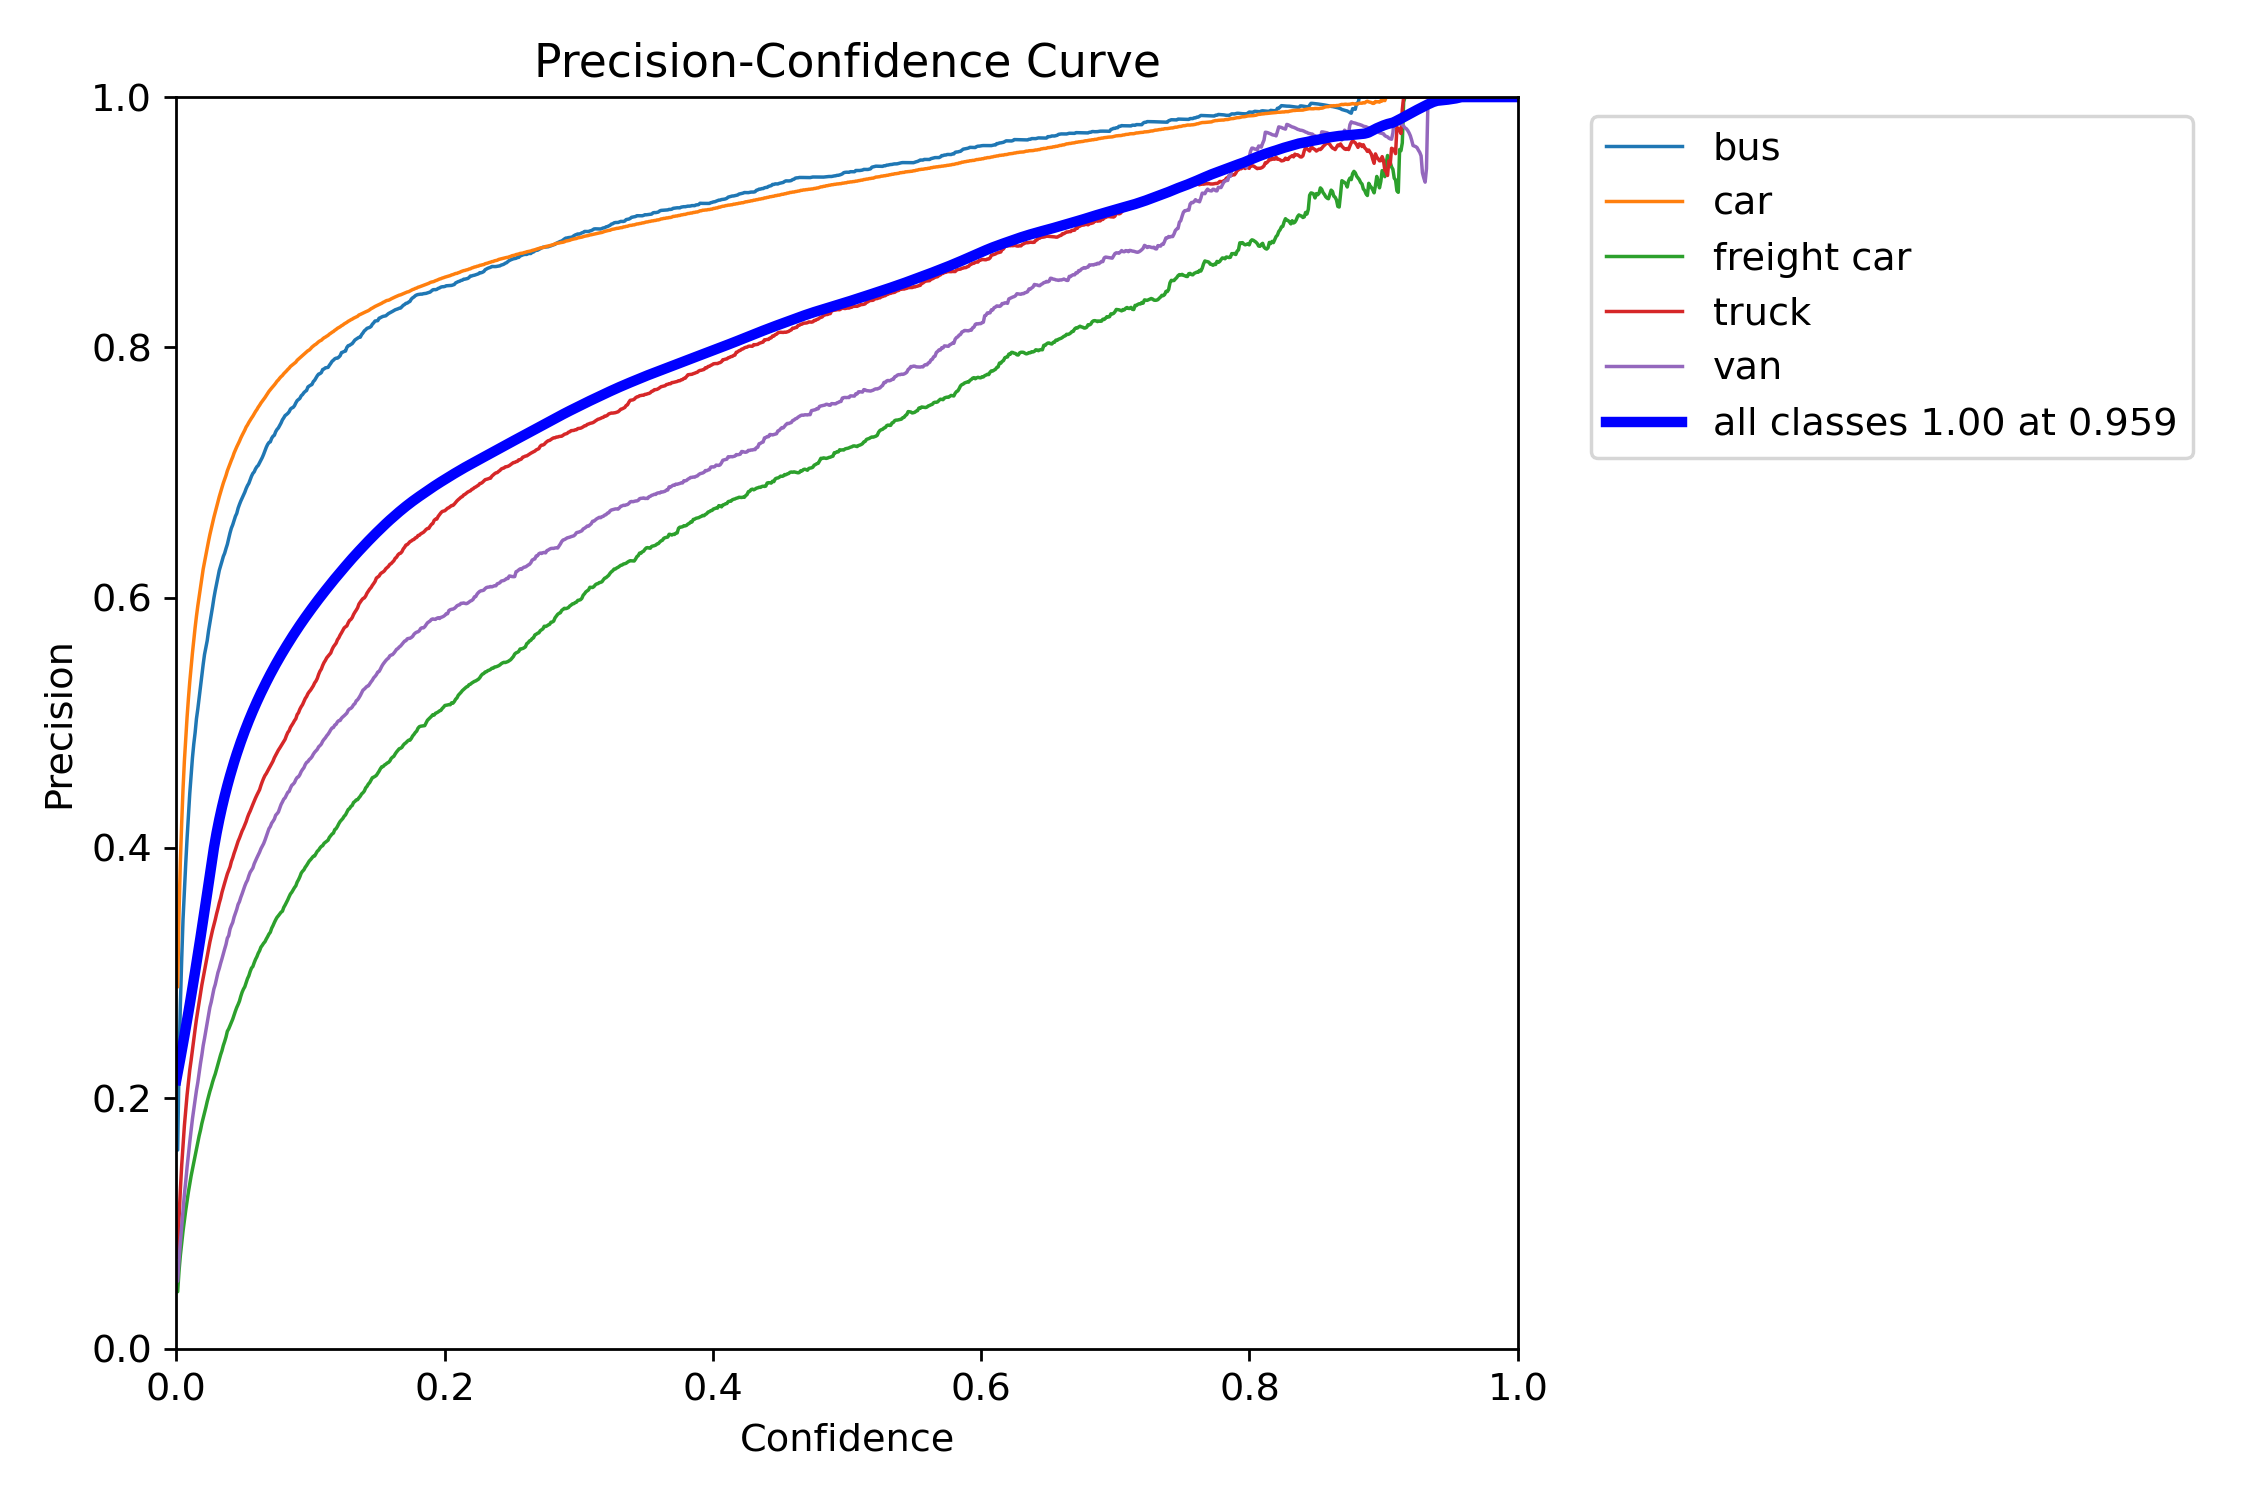 Precision-Confidence Curve
1.0
0.8
0.6
0.4
0.2
0.0
Precision
0.0 0.2 0.4 0.6 0.8 1.0
Confidence
bus
car
freight car
truck
van
all classes 1.00 at 0.959